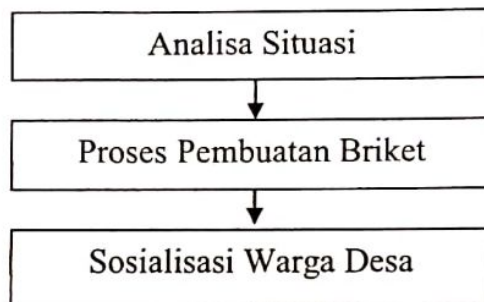 Analisa Situasi
Proses Pembuatan Briket
Sosialisasi Warga Desa